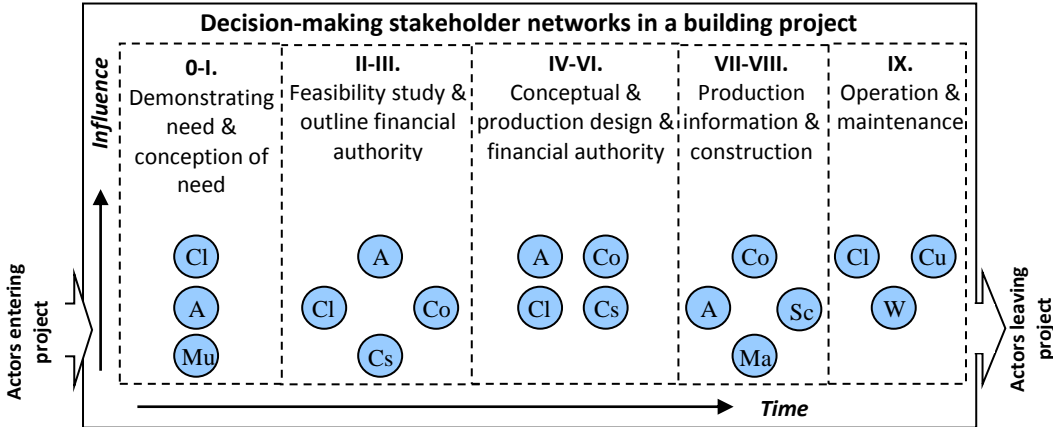 Decision-making stakeholder networks in a building project
Influence
0-I.
Demonstrating
need &
conception of
need
II-III.
Feasibility study &
outline financial
authority
IV-VI.
Conceptual &
production design &
financial authority
VII-VIII.
Production
information &
construction
IX.
Operation &
maintenance
Actors entering
project
Cl
A
Mu
A
Cl
Co
Cs
A
Co
Cl
Cs
Co
A
Sc
Ma
Cl
Cu
W
Actors leaving
project
Time